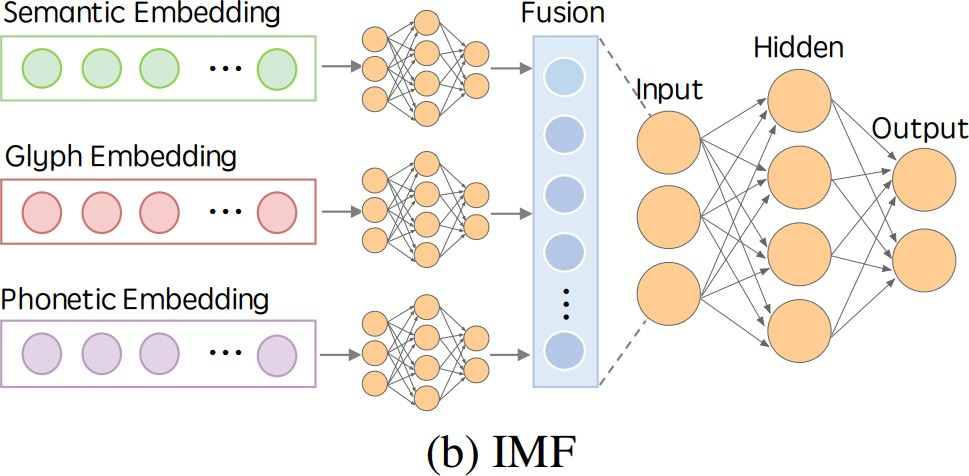 Semantic Embedding
Fusion
Hidden
Input
Output
Glyph Embedding
Phonetic Embedding
(b) IMF